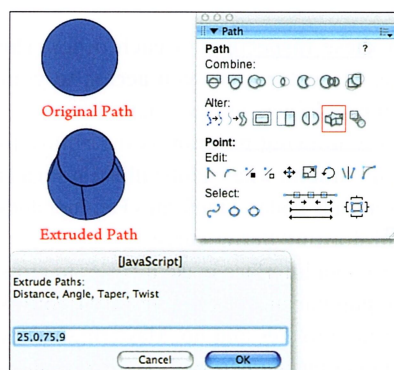 Original Path
Extruded Path
Path
Path ?
Combine:
Alter:
Point:
Edit:
Select:
[JavaScript]
Extrude Paths:
Distance, Angle, Taper, Twist
25,0,75,9
Cancel OK